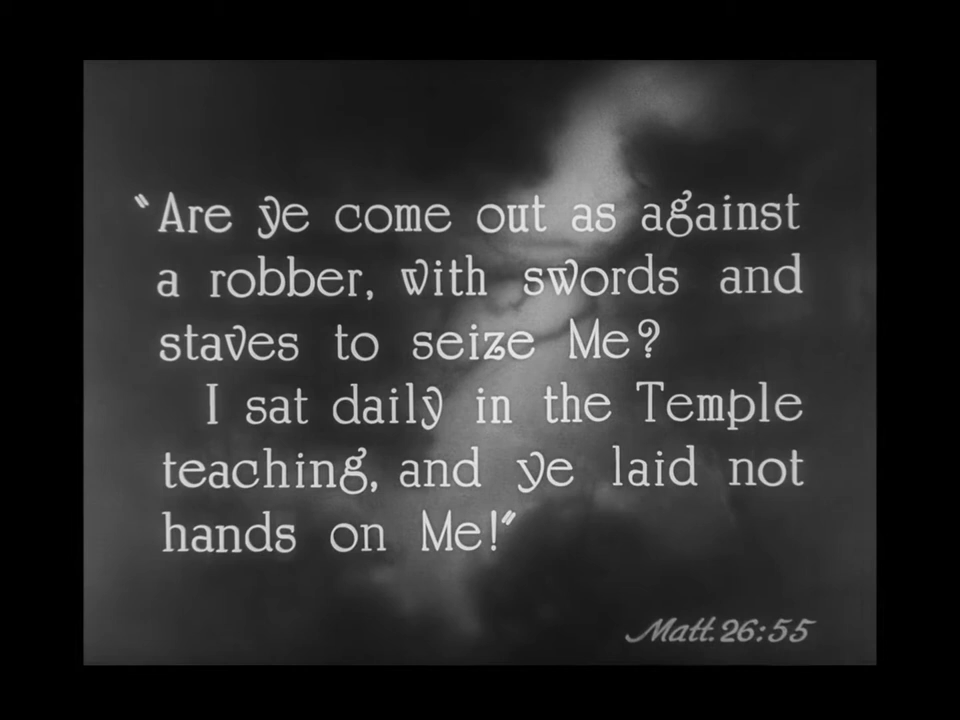 "Are ye come out as against
a robber, with swords and
staves to seize Me?
I sat daily in the Temple
teaching, and ye laid not
hands on Me!"
Matt. 26:55